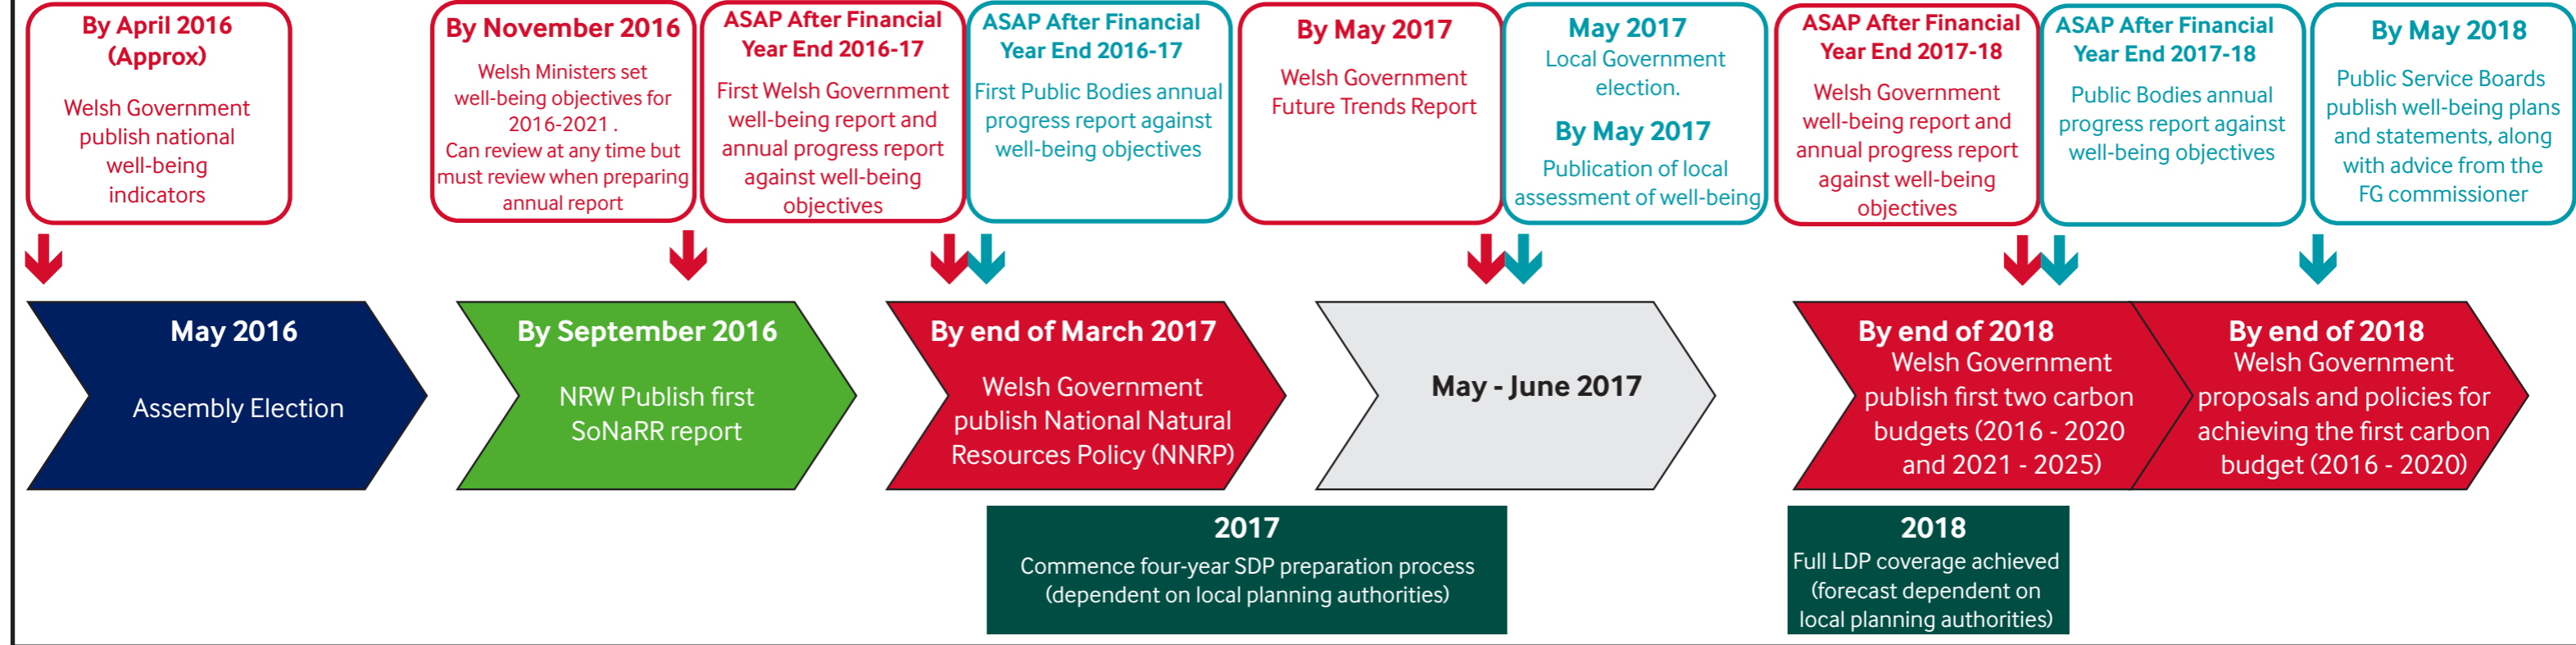 By April 2016
(Approx)
Welsh Government
publish national
well-being
indicators
By November 2016
Welsh Ministers set
well-being objectives for
2016-2021 .
Can review at any time but
must review when preparing
annual report
ASAP After Financial
Year End 2016-17
First Welsh Government
well-being report and
annual progress report
against well-being
objectives
ASAP After Financial
Year End 2016-17
First Public Bodies annual
progress report against
well-being objectives
By May 2017
Welsh Government
Future Trends Report
May 2017
Local Government
election.
By May 2017
Publication of local
assessment of well-being
ASAP After Financial
Year End 2017-18
Welsh Government
well-being report and
annual progress report
against well-being
objectives
ASAP After Financial
Year End 2017-18
Public Bodies annual
progress report against
well-being objectives
By May 2018
Public Service Boards
publish well-being plans
and statements, along
with advice from the
FG commissioner
May 2016
Assembly Election
By September 2016
NRW Publish first
SoNaRR report
By end of March 2017
Welsh Government
publish National Natural
Resources Policy (NNRP)
May - June 2017
By end of 2018
Welsh Government
publish first two carbon
budgets (2016 - 2020
and 2021 - 2025)
By end of 2018
Welsh Government
proposals and policies for
achieving the first carbon
budget (2016 - 2020)
2017
Commence four-year SDP preparation process
(dependent on local planning authorities)
2018
Full LDP coverage achieved
(forecast dependent on
local planning authorities)